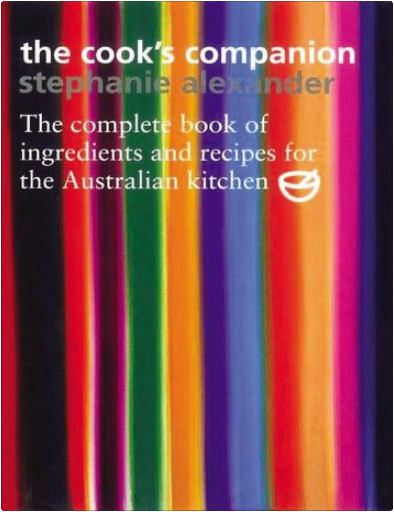 the cook's companion
stephanie alexander
The complete book of
ingredients and recipes for
the Australian kitchen